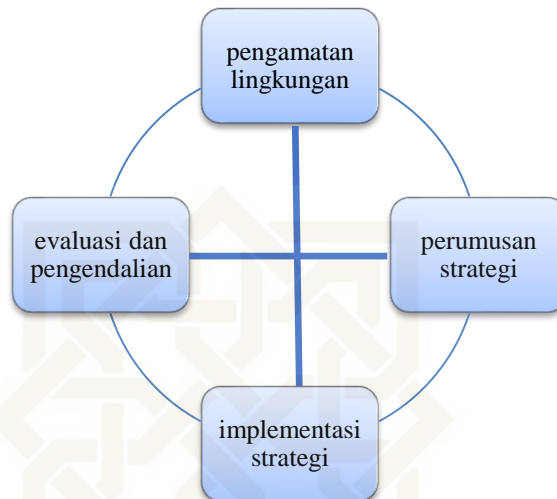 pengamatan
lingkungan
evaluasi dan
pengendalian
perumusan
strategi
implementasi
strategi